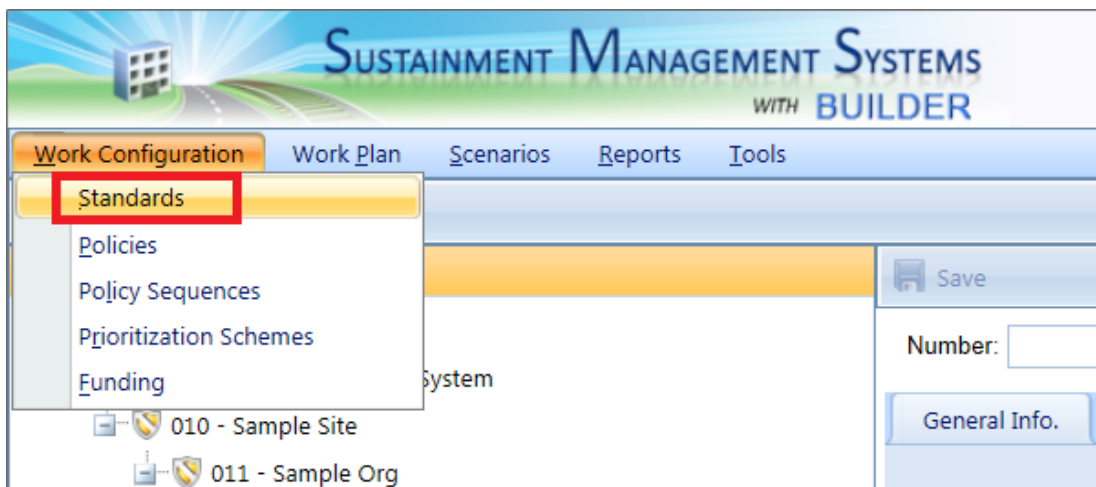 SUSTAINMENT MANAGEMENT SYSTEMS
WITH BUILDER
Work Configuration Work Plan Scenarios Reports Tools
Standards
Policies
Policy Sequences
Prioritization Schemes
Funding
System
Save
Number:
General Info.
010 - Sample Site
011 - Sample Org